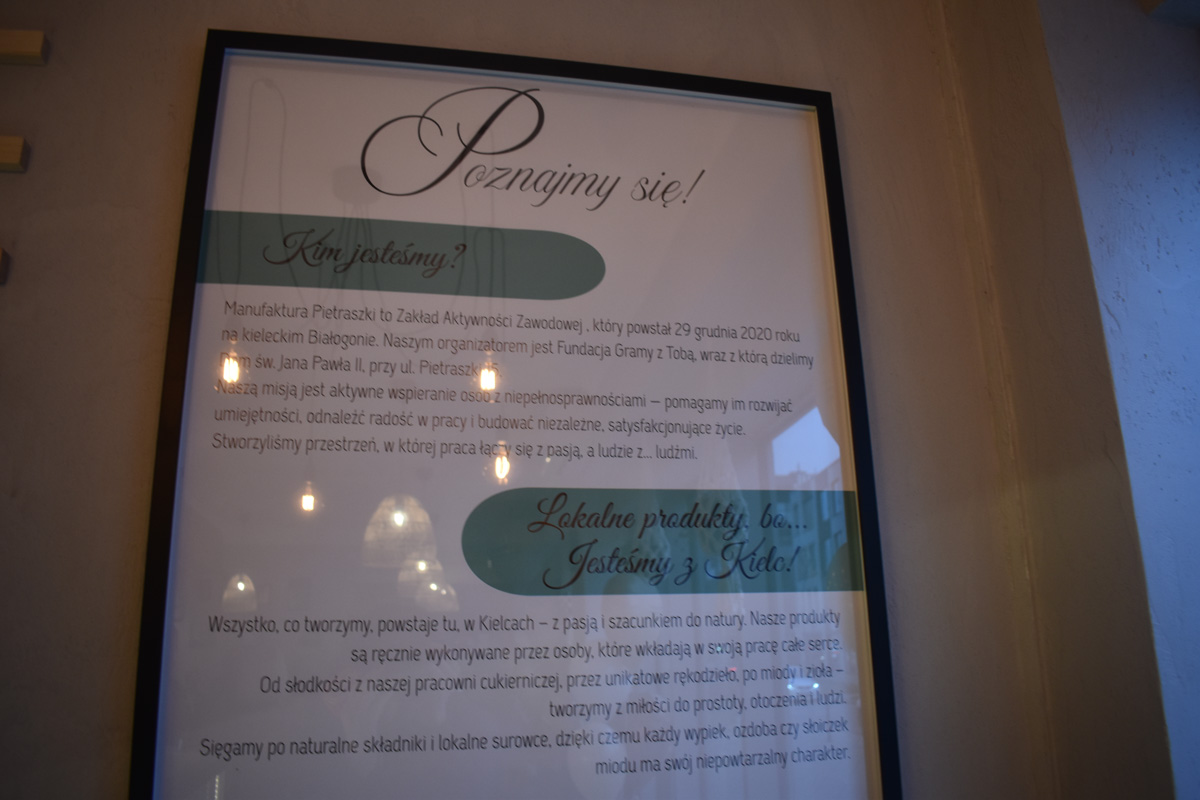 Poznajmy się!
Kim jesteśmy?
Manufaktura Pietraszki to Zakład Aktywności Zawodowej , który powstał 29 grudnia 2020 roku
na kieleckim Białogonie. Naszym organizatorem jest Fundacja Gramy z Tobą, wraz z którą dzielimy
Dom św. Jana Pawła II, przy ul. Pietraszki
Naszą misją jest aktywne wspieranie osób z niepełnosprawnościami – pomagamy im rozwijać
umiejętności, odnaleźć radość w pracy i budować niezależne, satysfakcjonujące życie.
Stworzyliśmy przestrzeń, w której praca łączy się z pasją, a ludzie z... ludźmi.
Lokalne produkty, bo...
Jesteśmy z Kielc!
Wszystko, co tworzymy, powstaje tu, w Kielcach – z pasją i szacunkiem do natury. Nasze produkty
są ręcznie wykonywane przez osoby, które wkładają w swoją pracę całe serce.
Od słodkości z naszej pracowni cukierniczej, przez unikatowe rękodzieło, po miody i zioła –
tworzymy z miłości do prostoty, otoczenia i ludzi.
Sięgamy po naturalne składniki i lokalne surowce, dzięki czemu każdy wypiek, ozdoba czy słoiczek
miodu ma swój niepowtarzalny charakter.